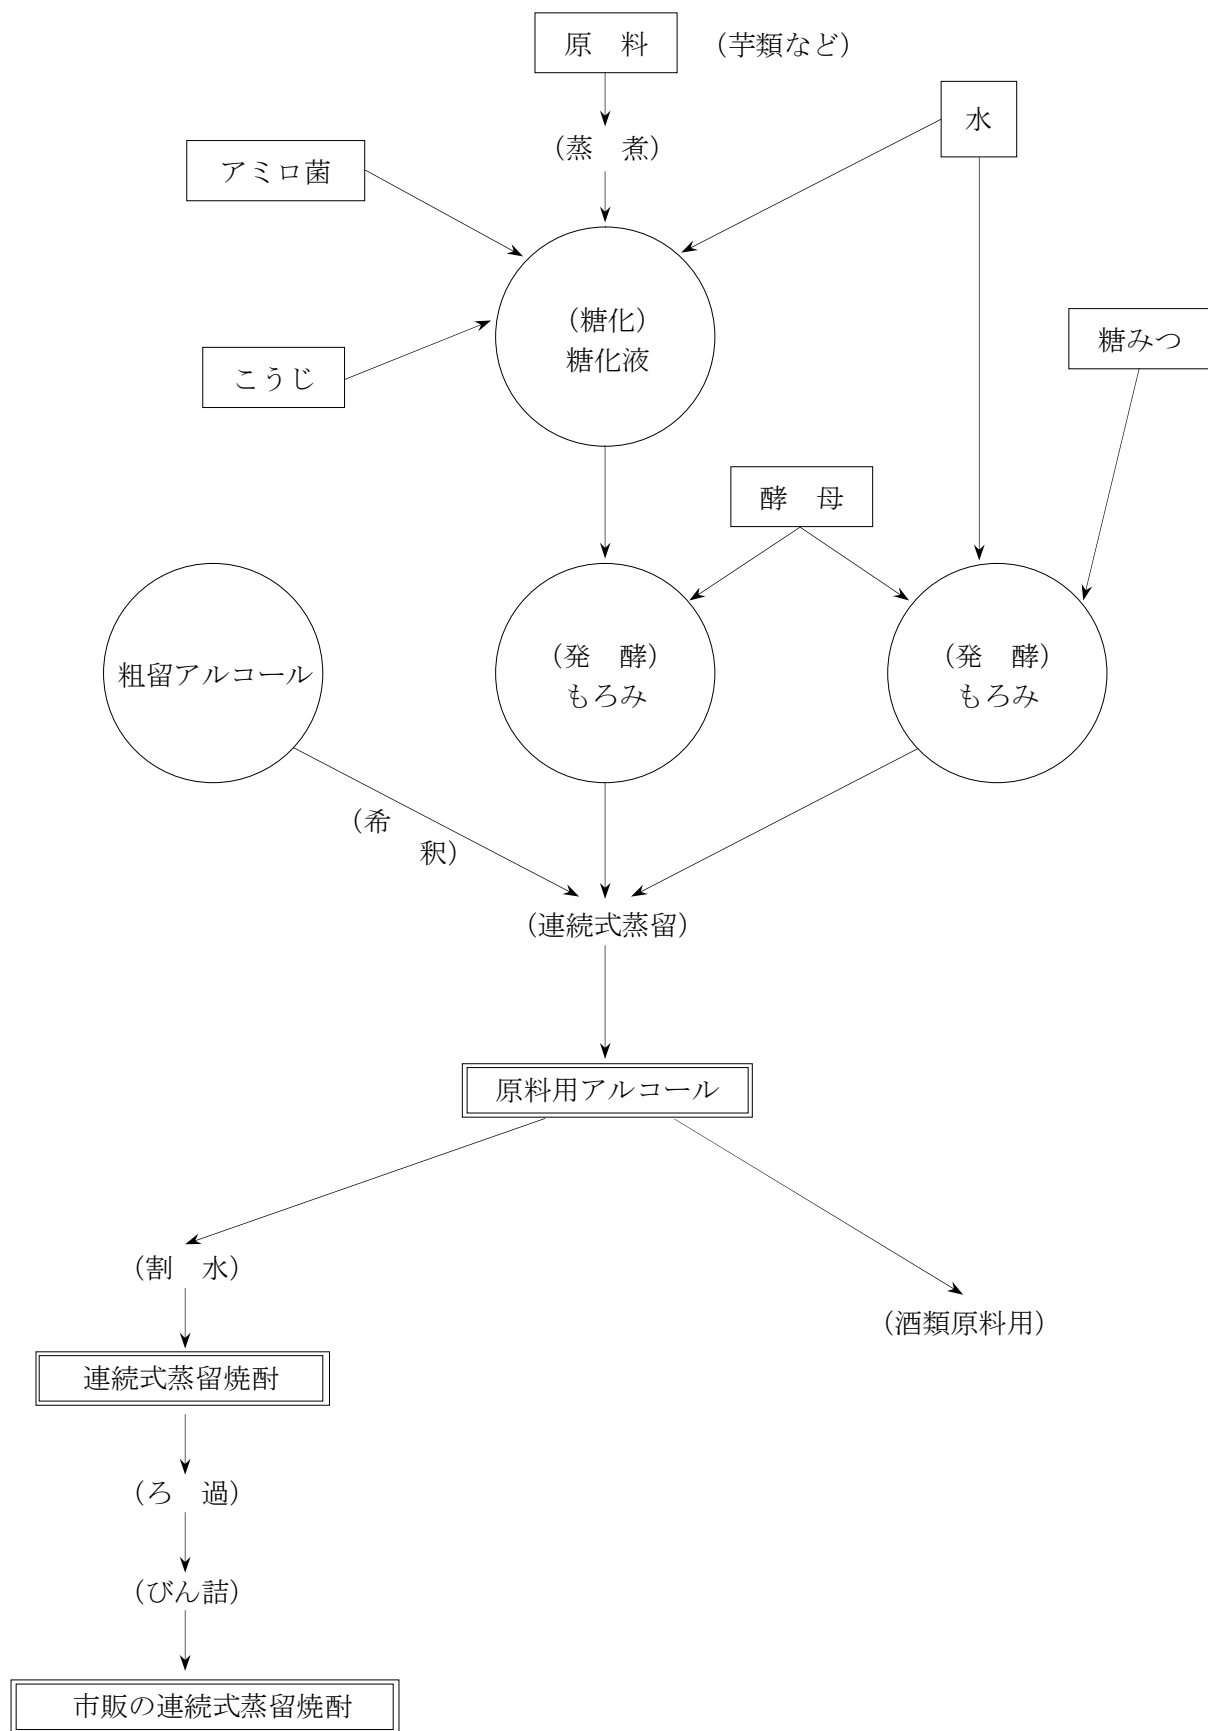 原　料
（芋類など）
水
（蒸　煮）
アミロ菌
（糖化）
糖化液
糖みつ
こうじ
酵　母
（発　酵）
もろみ
（発　酵）
もろみ
粗留アルコール
（希
釈）
（連続式蒸留）
原料用アルコール
（割　水）
（酒類原料用）
連続式蒸留焼酎
（ろ　過）
（びん詰）
市販の連続式蒸留焼酎